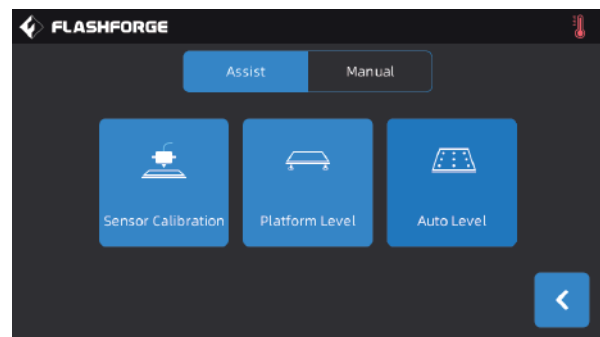 FLASHFORGE
Assist Manual
Sensor Calibration Platform Level Auto Level